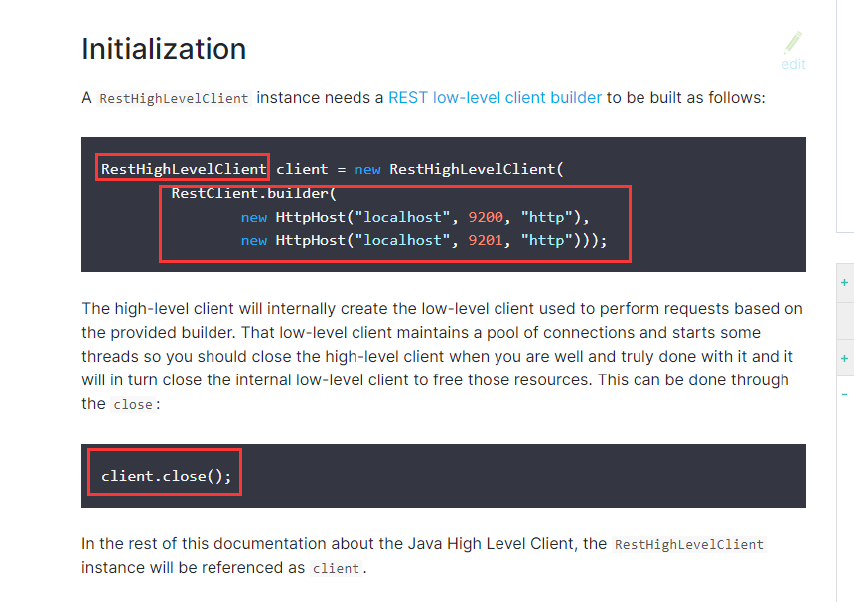 Initialization
edit
A RestHighLevelClient instance needs a REST low-level client builder to be built as follows:
RestHighLevelClient client = new RestHighLevelClient(
RestClient.builder(
new HttpHost("localhost", 9200, "http"),
new HttpHost("localhost", 9201, "http")));
The high-level client will internally create the low-level client used to perform requests based on
the provided builder. That low-level client maintains a pool of connections and starts some
threads so you should close the high-level client when you are well and truly done with it and it
will in turn close the internal low-level client to free those resources. This can be done through
the close:
client.close();
In the rest of this documentation about the Java High Level Client, the RestHighLevelClient
instance will be referenced as client.